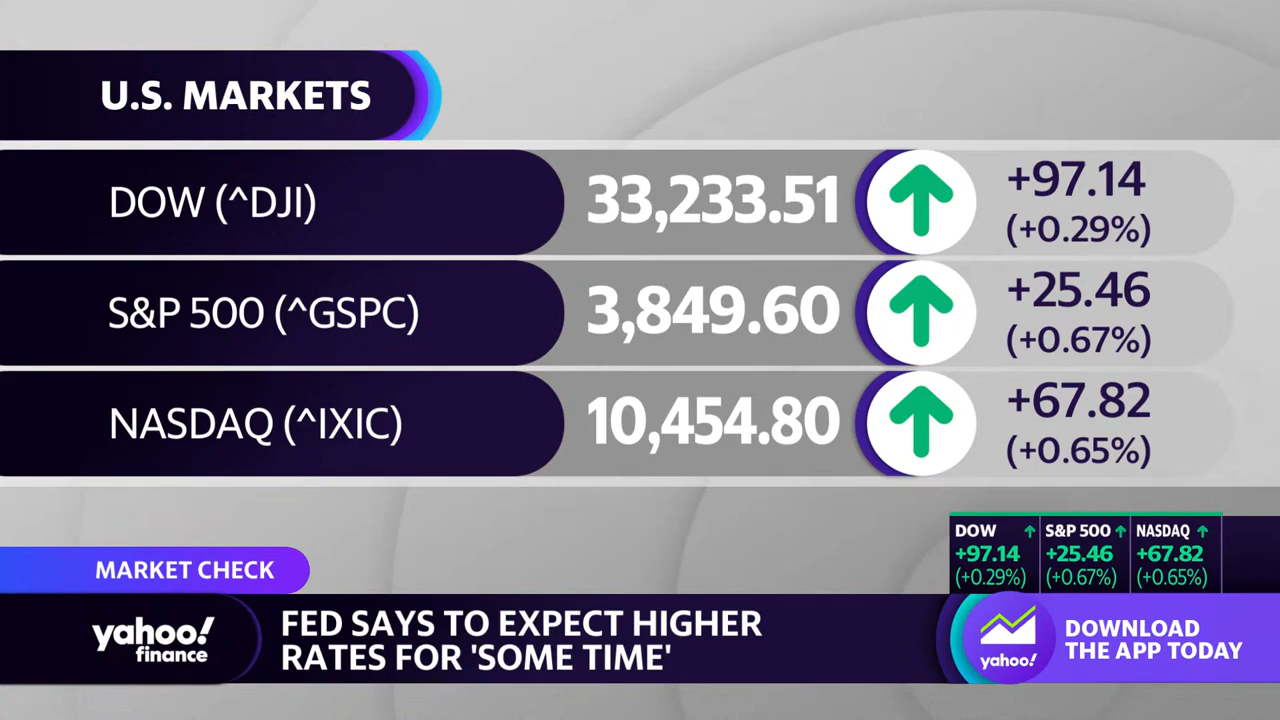 U.S. MARKETS
DOW (^DJI) 33,233.51 +97.14
(+0.29%)
S&P 500 (^GSPC) 3,849.60 +25.46
(+0.67%)
NASDAQ (^IXIC) 10,454.80 +67.82
(+0.65%)
DOW S&P 500 NASDAQ
+97.14 +25.46 +67.82
(+0.29%) (+0.67%) (+0.65%)
MARKET CHECK
yahoo!
finance
FED SAYS TO EXPECT HIGHER
RATES FOR 'SOME TIME'
yahoo!
DOWNLOAD
THE APP TODAY